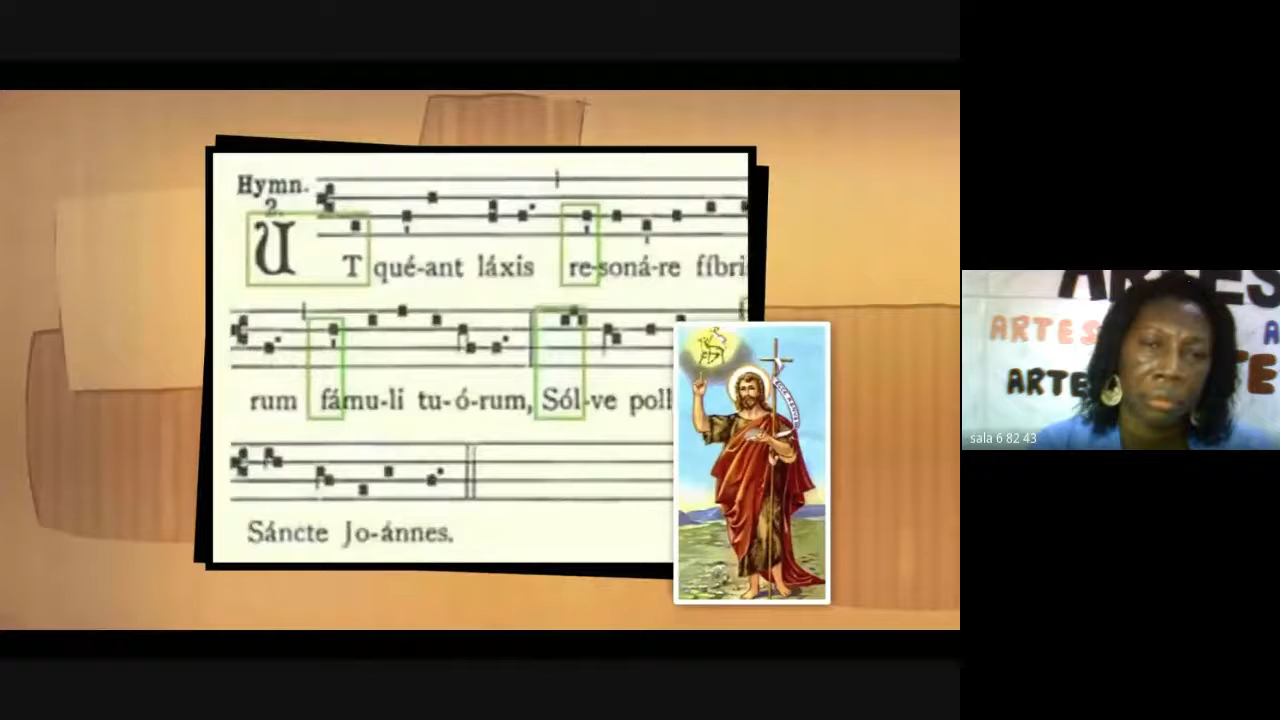 Hymn.
2.
UT qué-ant láxis re-soná-re fíbri
rum fámu-li tu-ó-rum, Sól-ve poll
Sáncte Jo-ánnes.
ARTES
ARTES A
ARTE TE
sala 6 82 43